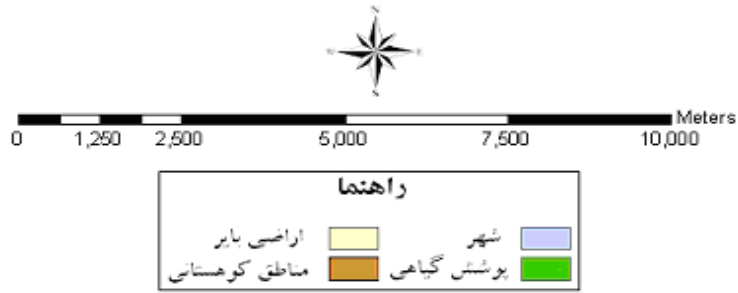 N
W E
S
Meters
0 1,250 2,500 5,000 7,500 10,000
راهنما
شهر اراضی بایر
پوشش گیاهی مناطق کوهستانی